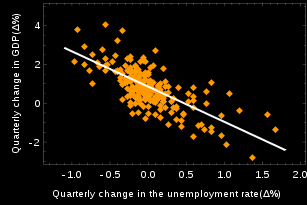 Quarterly change in GDP(Δ%)
4
2
0
-2
-1.0 -0.5 0.0 0.5 1.0 1.5 2.0
Quarterly change in the unemployment rate(Δ%)